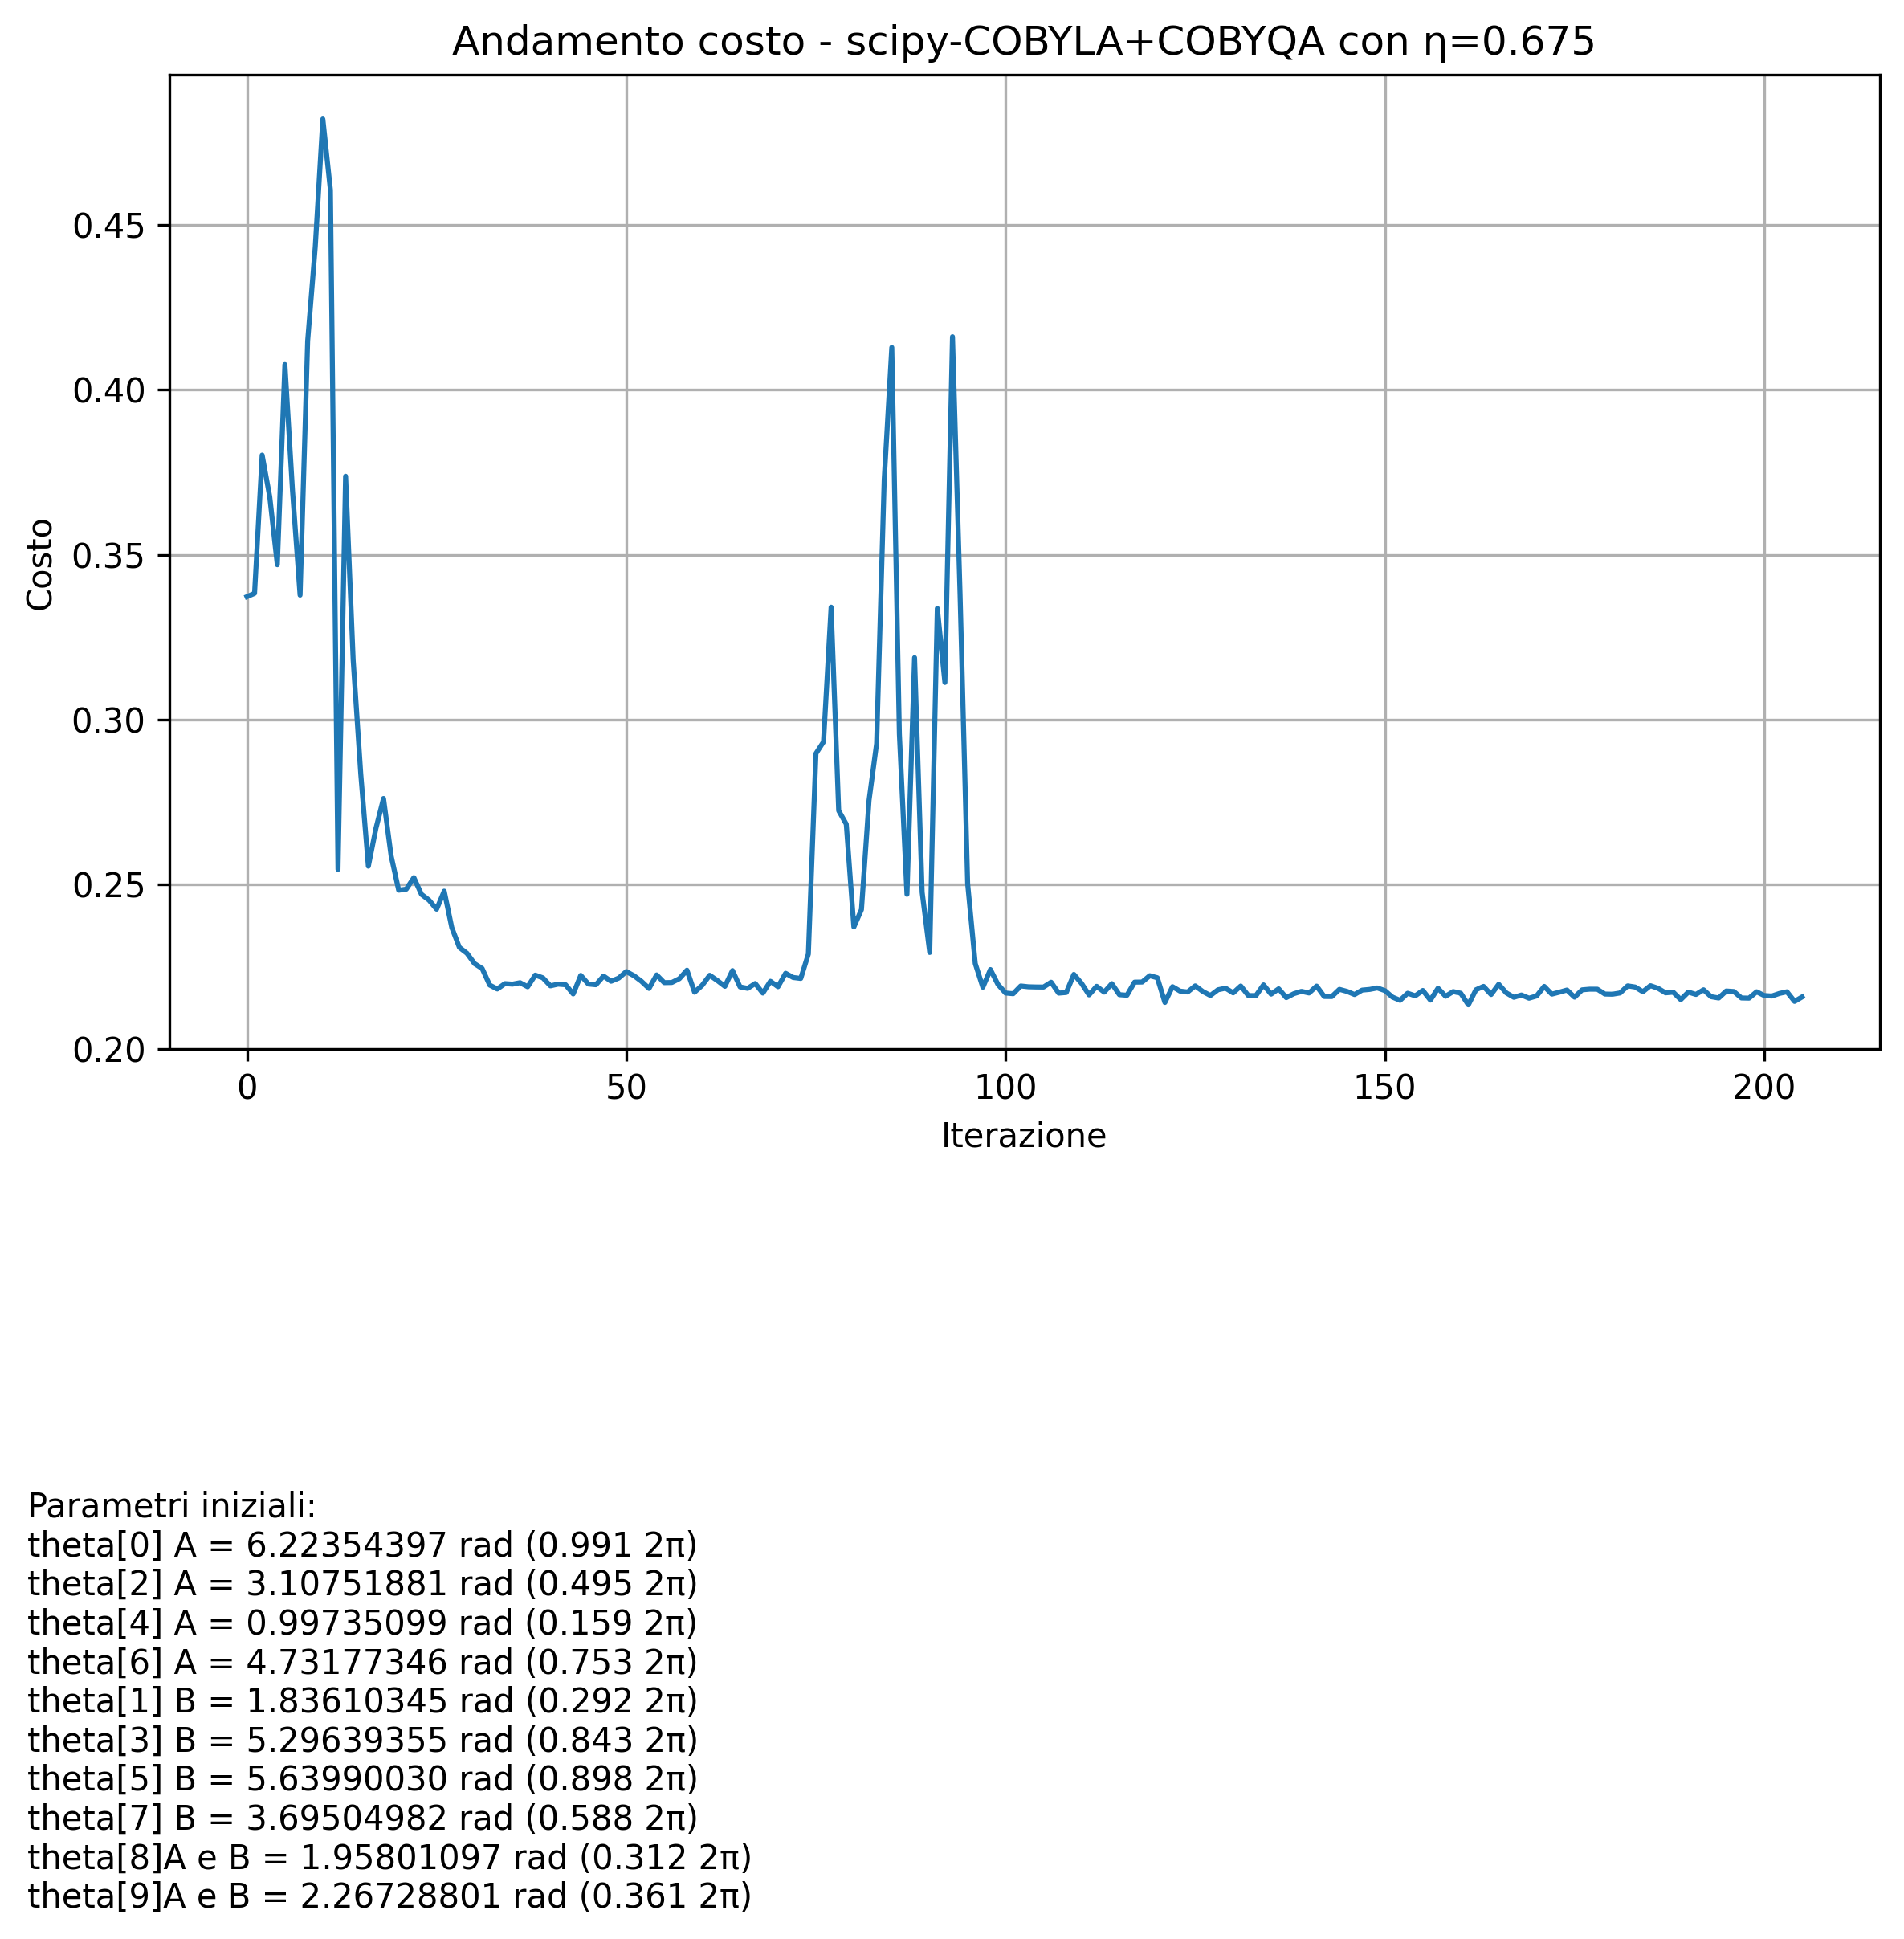 Andamento costo - scipy-COBYLA+COBYQA con η=0.675
Costo
0.45
0.40
0.35
0.30
0.25
0.20
0 50 100 150 200
Iterazione
Parametri iniziali:
theta[0] A = 6.22354397 rad (0.991 2π)
theta[2] A = 3.10751881 rad (0.495 2π)
theta[4] A = 0.99735099 rad (0.159 2π)
theta[6] A = 4.73177346 rad (0.753 2π)
theta[1] B = 1.83610345 rad (0.292 2π)
theta[3] B = 5.29639355 rad (0.843 2π)
theta[5] B = 5.63990030 rad (0.898 2π)
theta[7] B = 3.69504982 rad (0.588 2π)
theta[8]A e B = 1.95801097 rad (0.312 2π)
theta[9]A e B = 2.26728801 rad (0.361 2π)